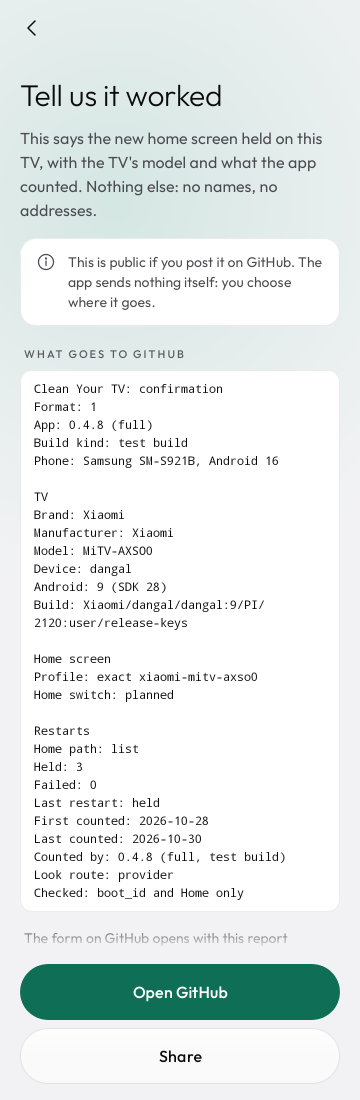 Tell us it worked
This says the new home screen held on this
TV, with the TV's model and what the app
counted. Nothing else: no names, no
addresses.
This is public if you post it on GitHub. The
app sends nothing itself: you choose
where it goes.
WHAT GOES TO GITHUB
Clean Your TV: confirmation
Format: 1
App: 0.4.8 (full)
Build kind: test build
Phone: Samsung SM-S921B, Android 16
TV
Brand: Xiaomi
Manufacturer: Xiaomi
Model: MiTV-AXSO0
Device: dangal
Android: 9 (SDK 28)
Build: Xiaomi/dangal/dangal:9/PI/
2120:user/release-keys
Home screen
Profile: exact xiaomi-mitv-axso0
Home switch: planned
Restarts
Home path: list
Held: 3
Failed: 0
Last restart: held
First counted: 2026-10-28
Last counted: 2026-10-30
Counted by: 0.4.8 (full, test build)
Look route: provider
Checked: boot_id and Home only
The form on GitHub opens with this report
Open GitHub
Share